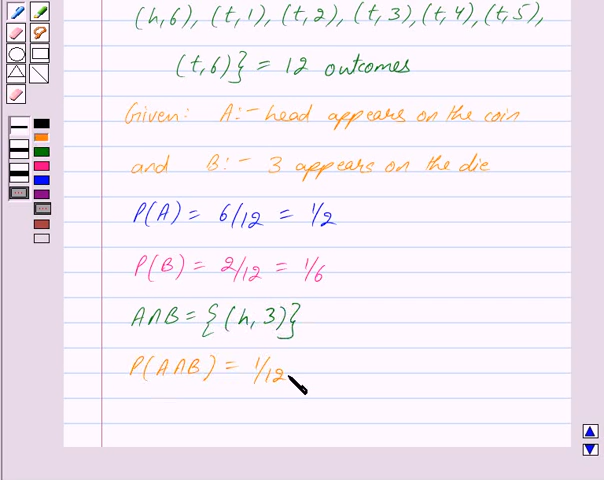 (h,6), (t,1), (t,2), (t,3), (t,4), (t,5),
(t,6)} = 12 outcomes
Given: A:- head appears on the coin
and B:- 3 appears on the die
P(A) = 6/12 = 1/2
P(B) = 2/12 = 1/6
A∩B = {(h, 3)}
P(A∩B) = 1/12